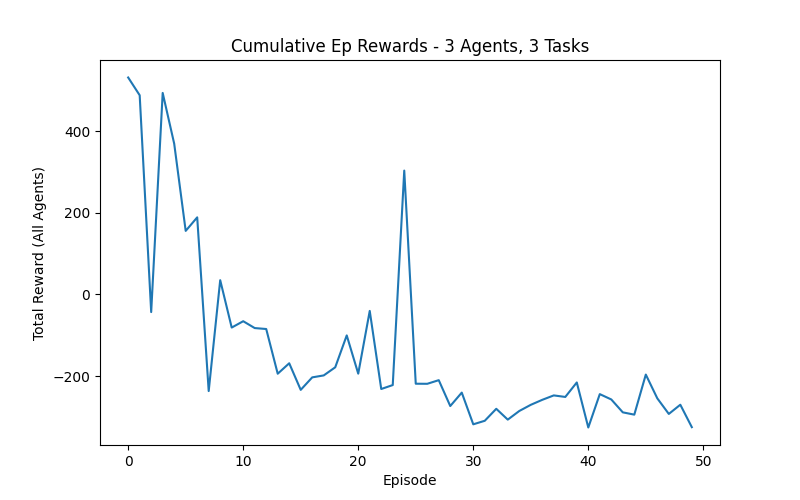 Cumulative Ep Rewards - 3 Agents, 3 Tasks
Total Reward (All Agents)
400
200
0
−200
0 10 20 30 40 50
Episode